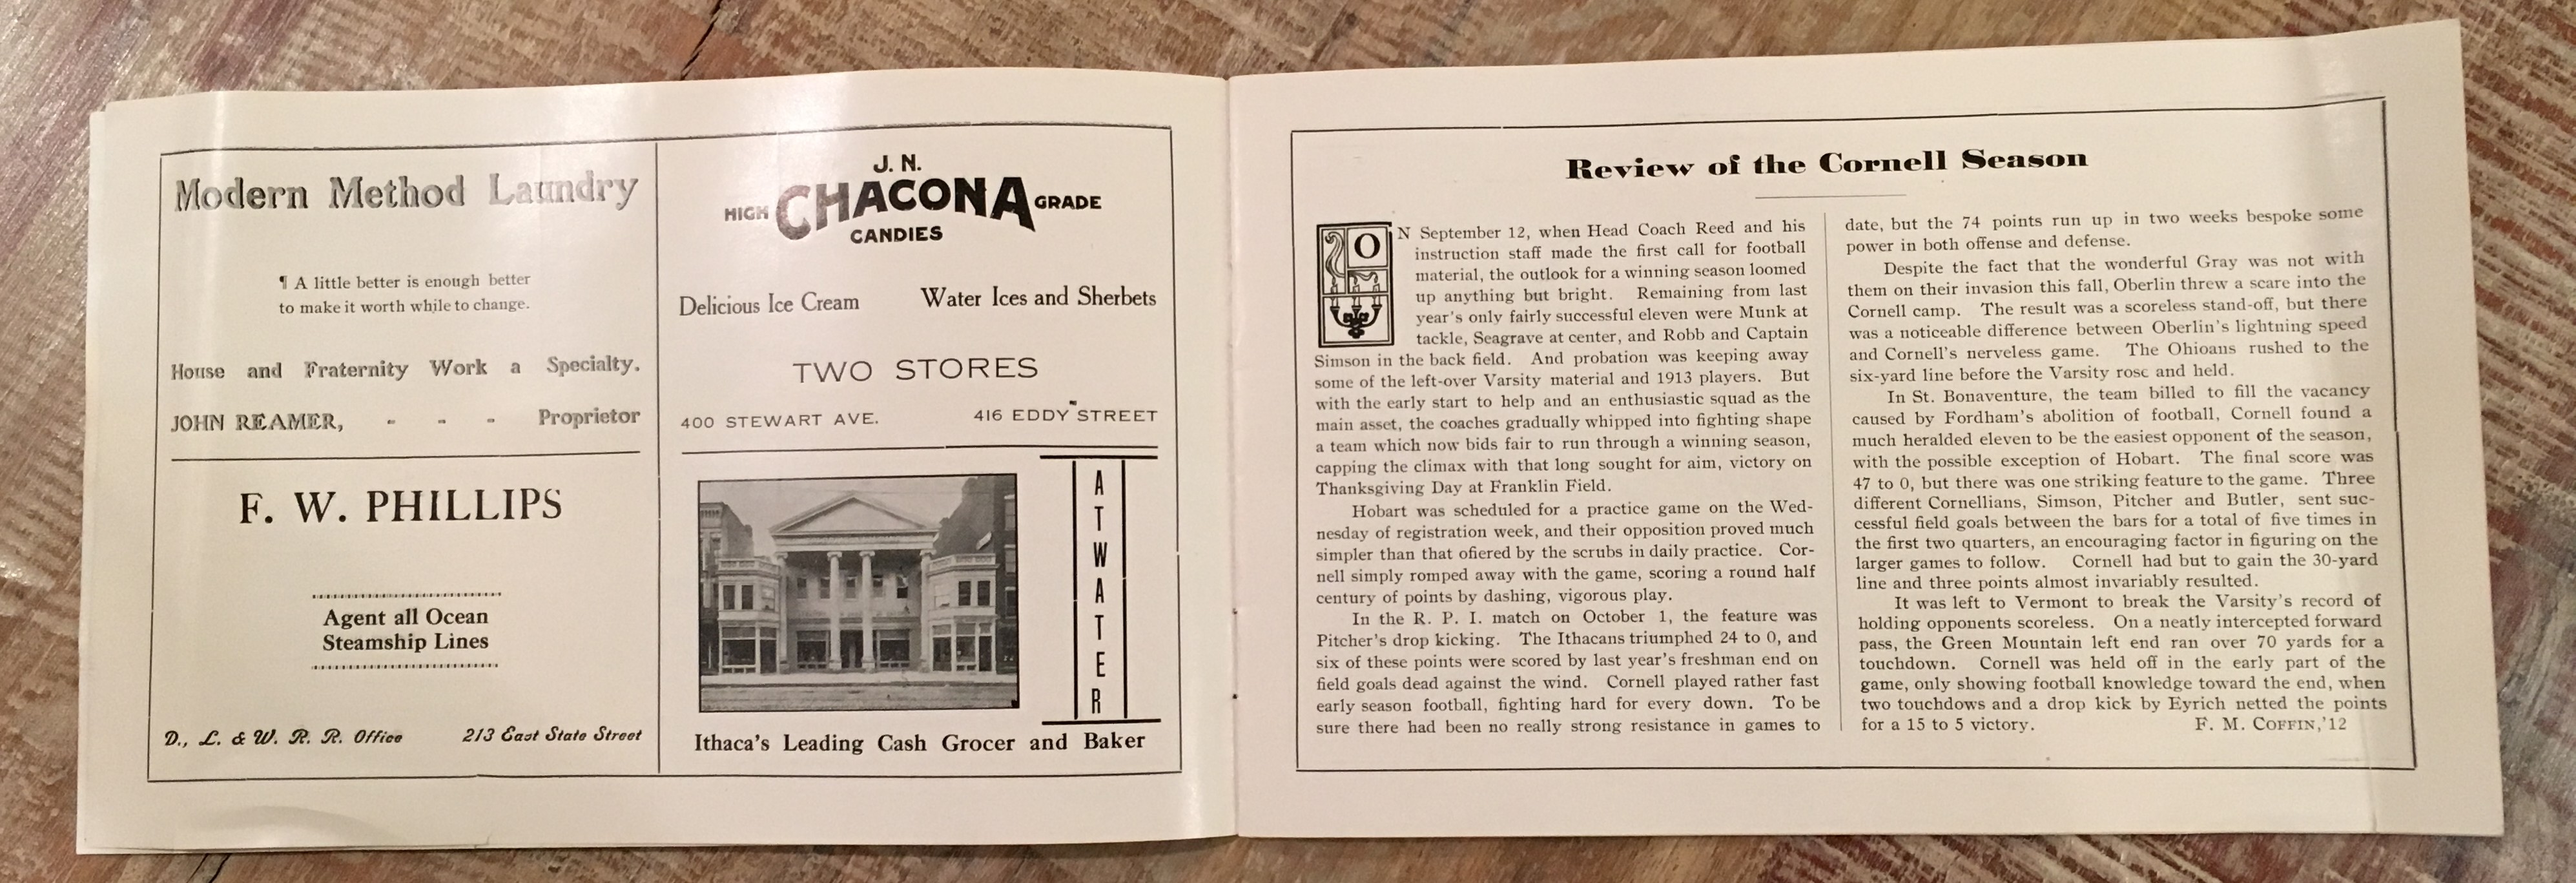 Modern Method Laundry
¶ A little better is enough better
to make it worth while to change.
House and Fraternity Work a Specialty.
JOHN REAMER, - - - Proprietor
F. W. PHILLIPS
Agent all Ocean
Steamship Lines
D., L. & W. R. R. Office 213 East State Street
J. N.
HIGH CHACONA GRADE
CANDIES
Delicious Ice Cream Water Ices and Sherbets
TWO STORES
400 STEWART AVE. 416 EDDY STREET
ATWATER
Ithaca's Leading Cash Grocer and Baker
Review of the Cornell Season
ON September 12, when Head Coach Reed and his
instruction staff made the first call for football
material, the outlook for a winning season loomed
up anything but bright. Remaining from last
year's only fairly successful eleven were Munk at
tackle, Seagrave at center, and Robb and Captain
Simson in the back field. And probation was keeping away
some of the left-over Varsity material and 1913 players. But
with the early start to help and an enthusiastic squad as the
main asset, the coaches gradually whipped into fighting shape
a team which now bids fair to run through a winning season,
capping the climax with that long sought for aim, victory on
Thanksgiving Day at Franklin Field.
Hobart was scheduled for a practice game on the Wed-
nesday of registration week, and their opposition proved much
simpler than that ofiered by the scrubs in daily practice. Cor-
nell simply romped away with the game, scoring a round half
century of points by dashing, vigorous play.
In the R. P. I. match on October 1, the feature was
Pitcher's drop kicking. The Ithacans triumphed 24 to 0, and
six of these points were scored by last year's freshman end on
field goals dead against the wind. Cornell played rather fast
early season football, fighting hard for every down. To be
sure there had been no really strong resistance in games to
date, but the 74 points run up in two weeks bespoke some
power in both offense and defense.
Despite the fact that the wonderful Gray was not with
them on their invasion this fall, Oberlin threw a scare into the
Cornell camp. The result was a scoreless stand-off, but there
was a noticeable difference between Oberlin's lightning speed
and Cornell's nerveless game. The Ohioans rushed to the
six-yard line before the Varsity rose and held.
In St. Bonaventure, the team billed to fill the vacancy
caused by Fordham's abolition of football, Cornell found a
much heralded eleven to be the easiest opponent of the season,
with the possible exception of Hobart. The final score was
47 to 0, but there was one striking feature to the game. Three
different Cornellians, Simson, Pitcher and Butler, sent suc-
cessful field goals between the bars for a total of five times in
the first two quarters, an encouraging factor in figuring on the
larger games to follow. Cornell had but to gain the 30-yard
line and three points almost invariably resulted.
It was left to Vermont to break the Varsity's record of
holding opponents scoreless. On a neatly intercepted forward
pass, the Green Mountain left end ran over 70 yards for a
touchdown. Cornell was held off in the early part of the
game, only showing football knowledge toward the end, when
two touchdowns and a drop kick by Eyrich netted the points
for a 15 to 5 victory. F. M. COFFIN,'12